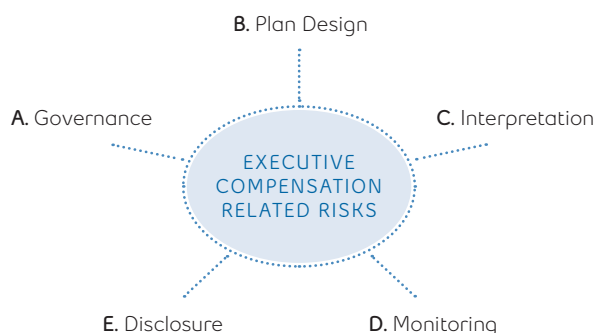 B. Plan Design
A. Governance
C. Interpretation
EXECUTIVE
COMPENSATION
RELATED RISKS
E. Disclosure
D. Monitoring